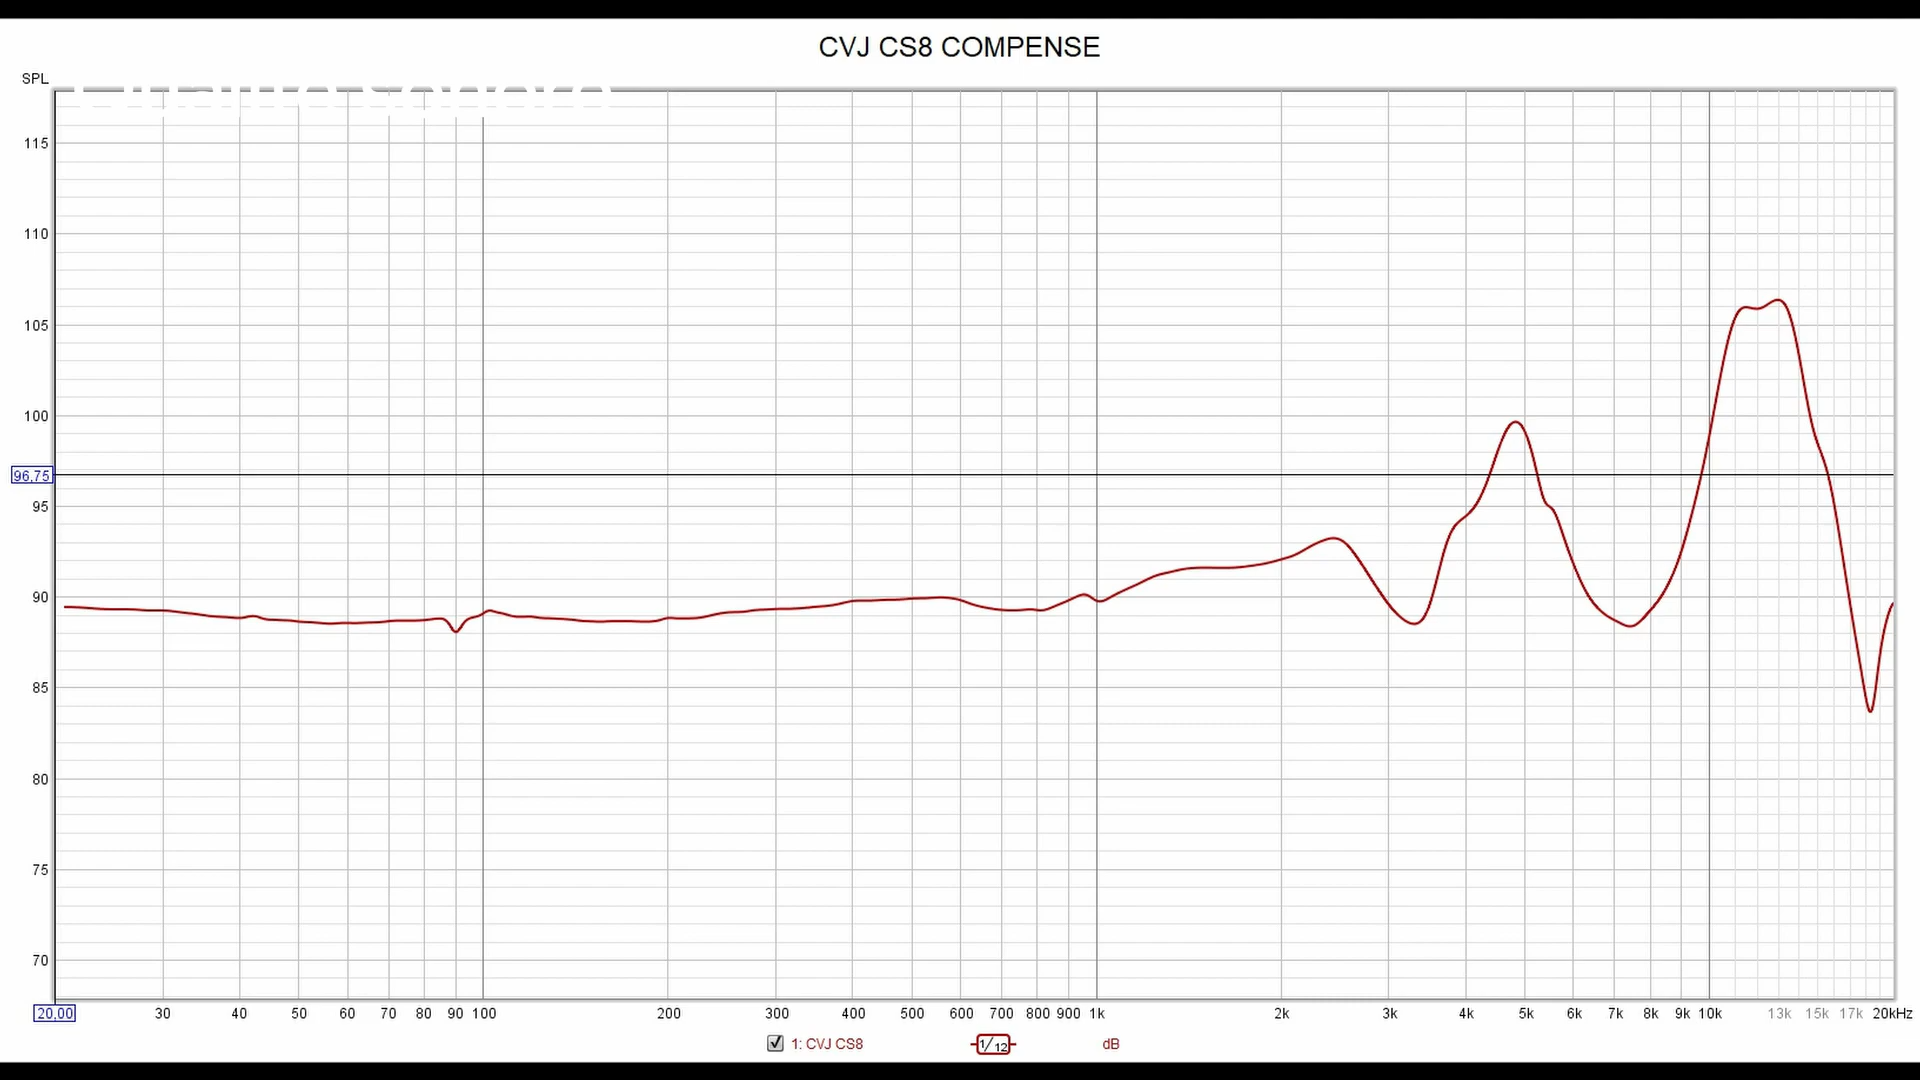 CVJ CS8 COMPENSE
SPL
115
110
105
100
96,75
95
90
85
80
75
70
20,00 30 40 50 60 70 80 90 100 200 300 400 500 600 700 800 900 1k 2k 3k 4k 5k 6k 7k 8k 9k 10k 13k 15k 17k 20kHz
1: CVJ CS8 1/12 dB